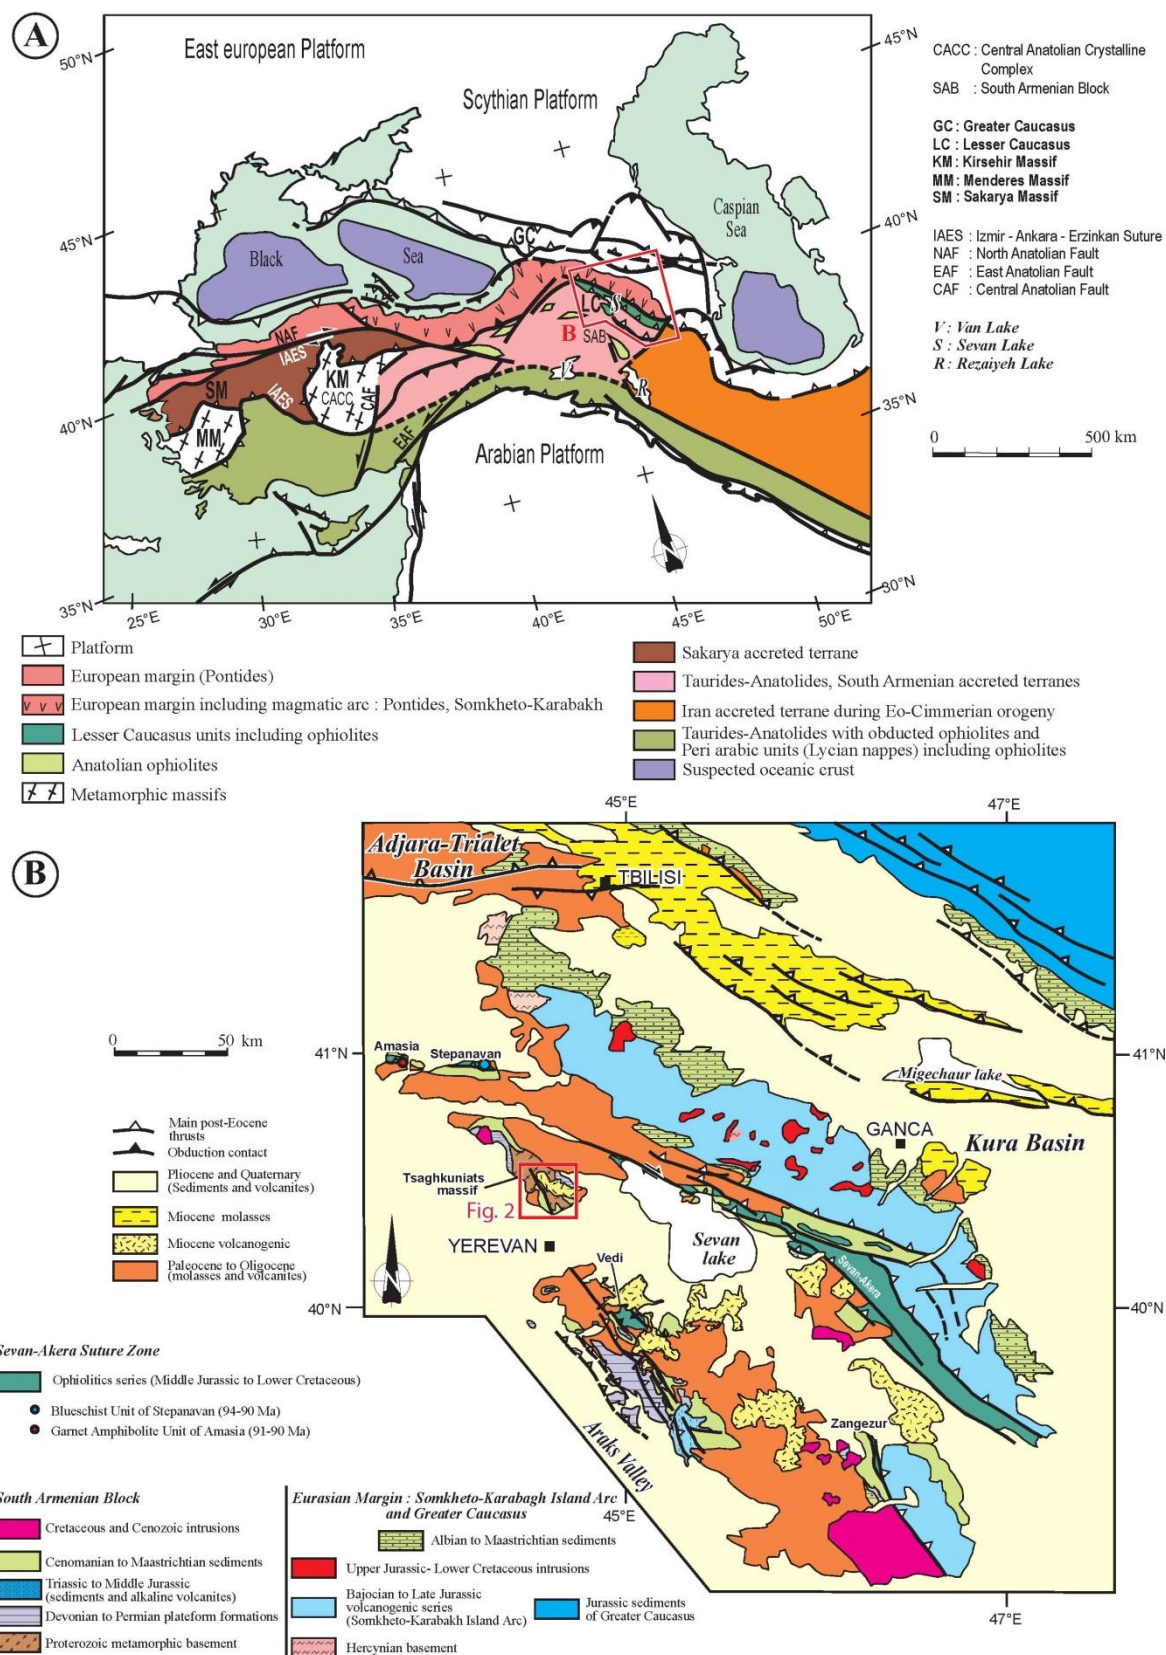 A
East european Platform
Scythian Platform
50°N
45°N
40°N
35°N
45°N
40°N
35°N
30°N
25°E
30°E
35°E
40°E
45°E
50°E
Black
Sea
Caspian
Sea
GC
LC
S
B
SAB
NAF
IAES
SM
IAES
KM
CACC
CAF
MM
EAF
V
R
Arabian Platform
CACC : Central Anatolian Crystalline
Complex
SAB : South Armenian Block
GC : Greater Caucasus
LC : Lesser Caucasus
KM : Kirsehir Massif
MM : Menderes Massif
SM : Sakarya Massif
IAES : Izmir - Ankara - Erzinkan Suture
NAF : North Anatolian Fault
EAF : East Anatolian Fault
CAF : Central Anatolian Fault
V : Van Lake
S : Sevan Leke
R : Rezaiyeh Lake
0 500 km
Platform
European margin (Pontides)
European margin including magmatic arc : Pontides, Somkheto-Karabakh
Lesser Caucasus units including ophiolites
Anatolian ophiolites
Metamorphic massifs
Sakarya accreted terrane
Taurides-Anatolides, South Armenian accreted terranes
Iran accreted terrane during Eo-Cimmerian orogeny
Taurides-Anatolides with obducted ophiolites and
Peri arabic units (Lycian nappes) including ophiolites
Suspected oceanic crust
B
45°E
47°E
Adjara-Trialet
Basin
TBILISI
0 50 km
41°N
41°N
Amasia
Stepanavan
Migechaur lake
GANCA
Kura Basin
Tsaghkuniats
massif
Fig. 2
YEREVAN
Sevan
lake
Vedi
Sevan-Akera
N
40°N
40°N
Zangezur
Araks Valley
45°E
47°E
Main post-Eocene
thrusts
Obduction contact
Pliocene and Quaternary
(Sediments and volcanites)
Miocene molasses
Miocene volcanogenic
Paleocene to Oligocene
(molasses and volcanites)
Sevan-Akera Suture Zone
Ophiolitics series (Middle Jurassic to Lower Cretaceous)
Blueschist Unit of Stepanavan (94-90 Ma)
Garnet Amphibolite Unit of Amasia (91-90 Ma)
South Armenian Block
Cretaceous and Cenozoic intrusions
Cenomanian to Maastrichtian sediments
Triassic to Middle Jurassic
(sediments and alkaline volcanites)
Devonian to Permian plateform formations
Proterozoic metamorphic basement
Eurasian Margin : Somkheto-Karabagh Island Arc
and Greater Caucasus
Albian to Maastrichtian sediments
Upper Jurassic- Lower Cretaceous intrusions
Bajocian to Late Jurassic
volcanogenic series
(Somkheto-Karabakh Island Arc)
Jurassic sediments
of Greater Caucasus
Hercynian basement